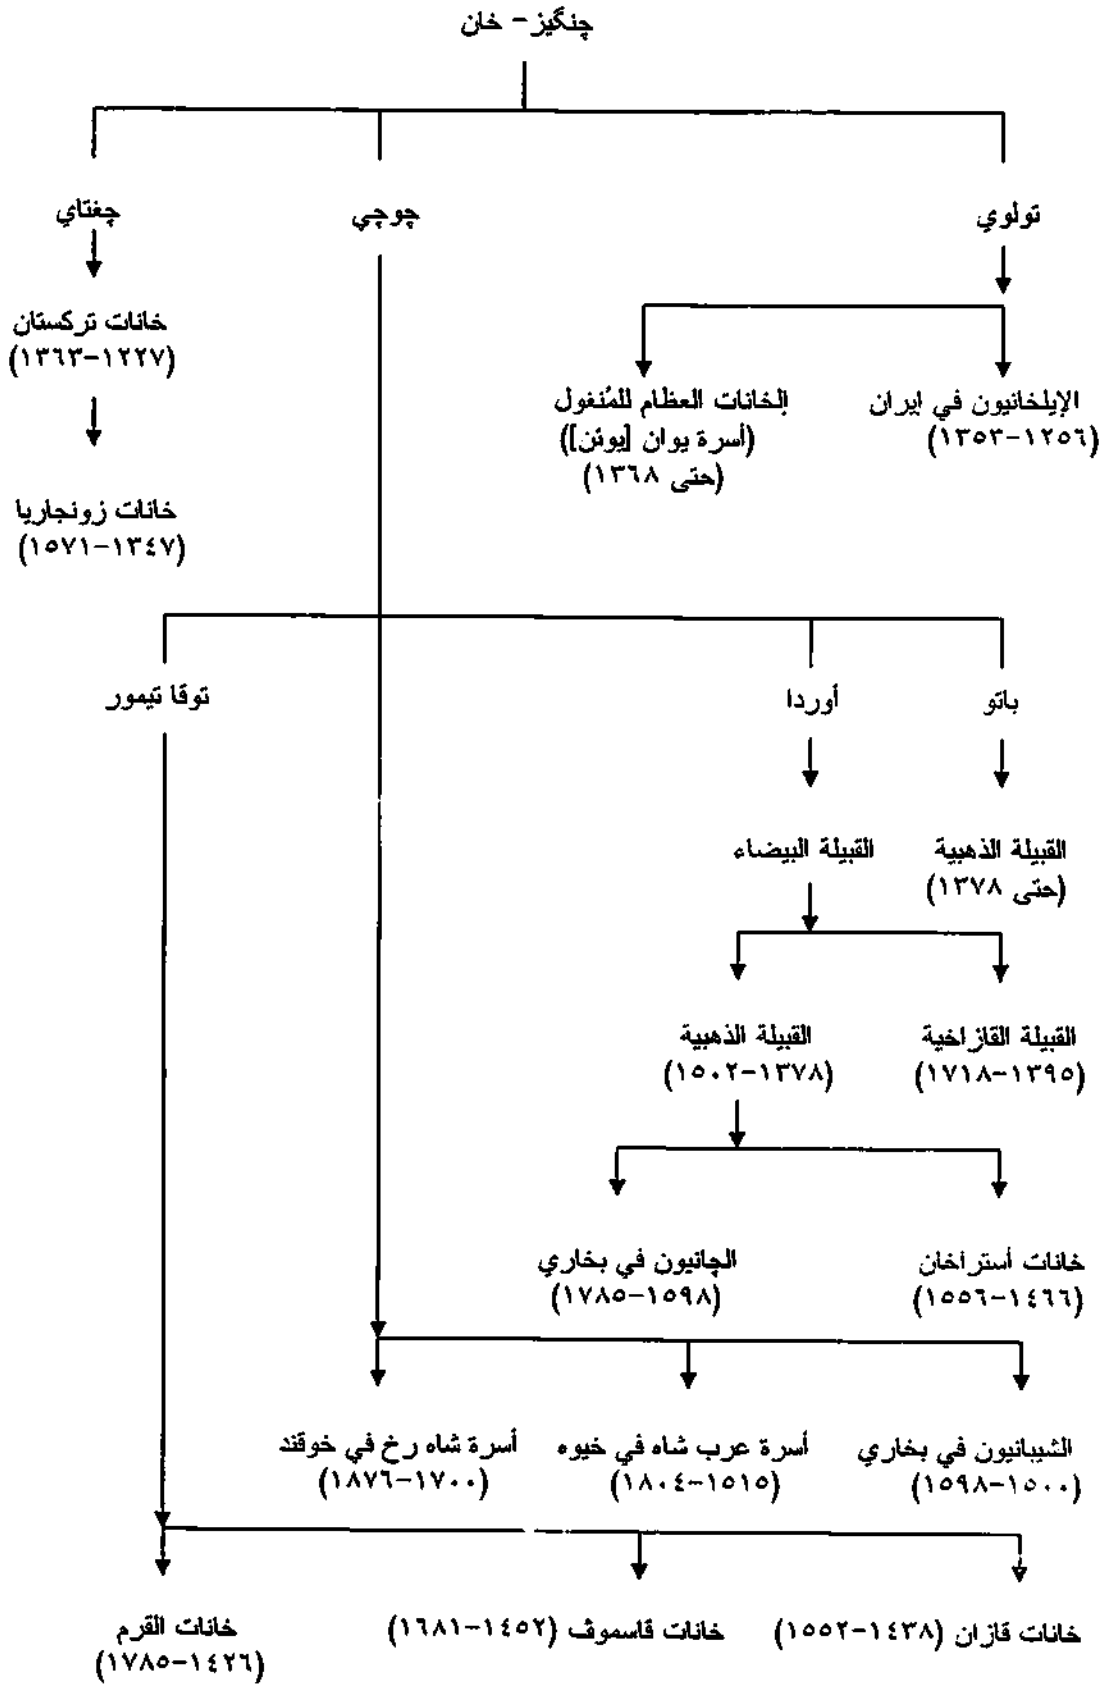 چنگيز - خان
تولوي
چوچي
چغتاي
الإيلخانيون في إيران
(١٢٥٦-١٣٥٣)
إلخانات العظام للمُنغول
(أسرة يوان [يوئن])
(حتى ١٣٦٨)
خانات تركستان
(١٢٢٧-١٣٦٣)
خانات زونجاريا
(١٣٤٧-١٥٧١)
باتو
أوردا
توقا تيمور
القبيلة الذهبية
(حتى ١٣٧٨)
القبيلة البيضاء
القبيلة القازاخية
(١٣٩٥-١٧١٨)
القبيلة الذهبية
(١٣٧٨-١٥٠٢)
خانات أستراخان
(١٤٦٦-١٥٥٦)
الچانيون في بخاري
(١٥٩٨-١٧٨٥)
الشيبانيون في بخاري
(١٥٠٠-١٥٩٨)
أسرة عرب شاه في خيوه
(١٥١٥-١٨٠٤)
أسرة شاه رخ في خوقند
(١٧٠٠-١٨٧٦)
خانات قازان (١٤٣٨-١٥٥٢)
خانات قاسموڤ (١٤٥٢-١٦٨١)
خانات القرم
(١٤٢٦-١٧٨٥)